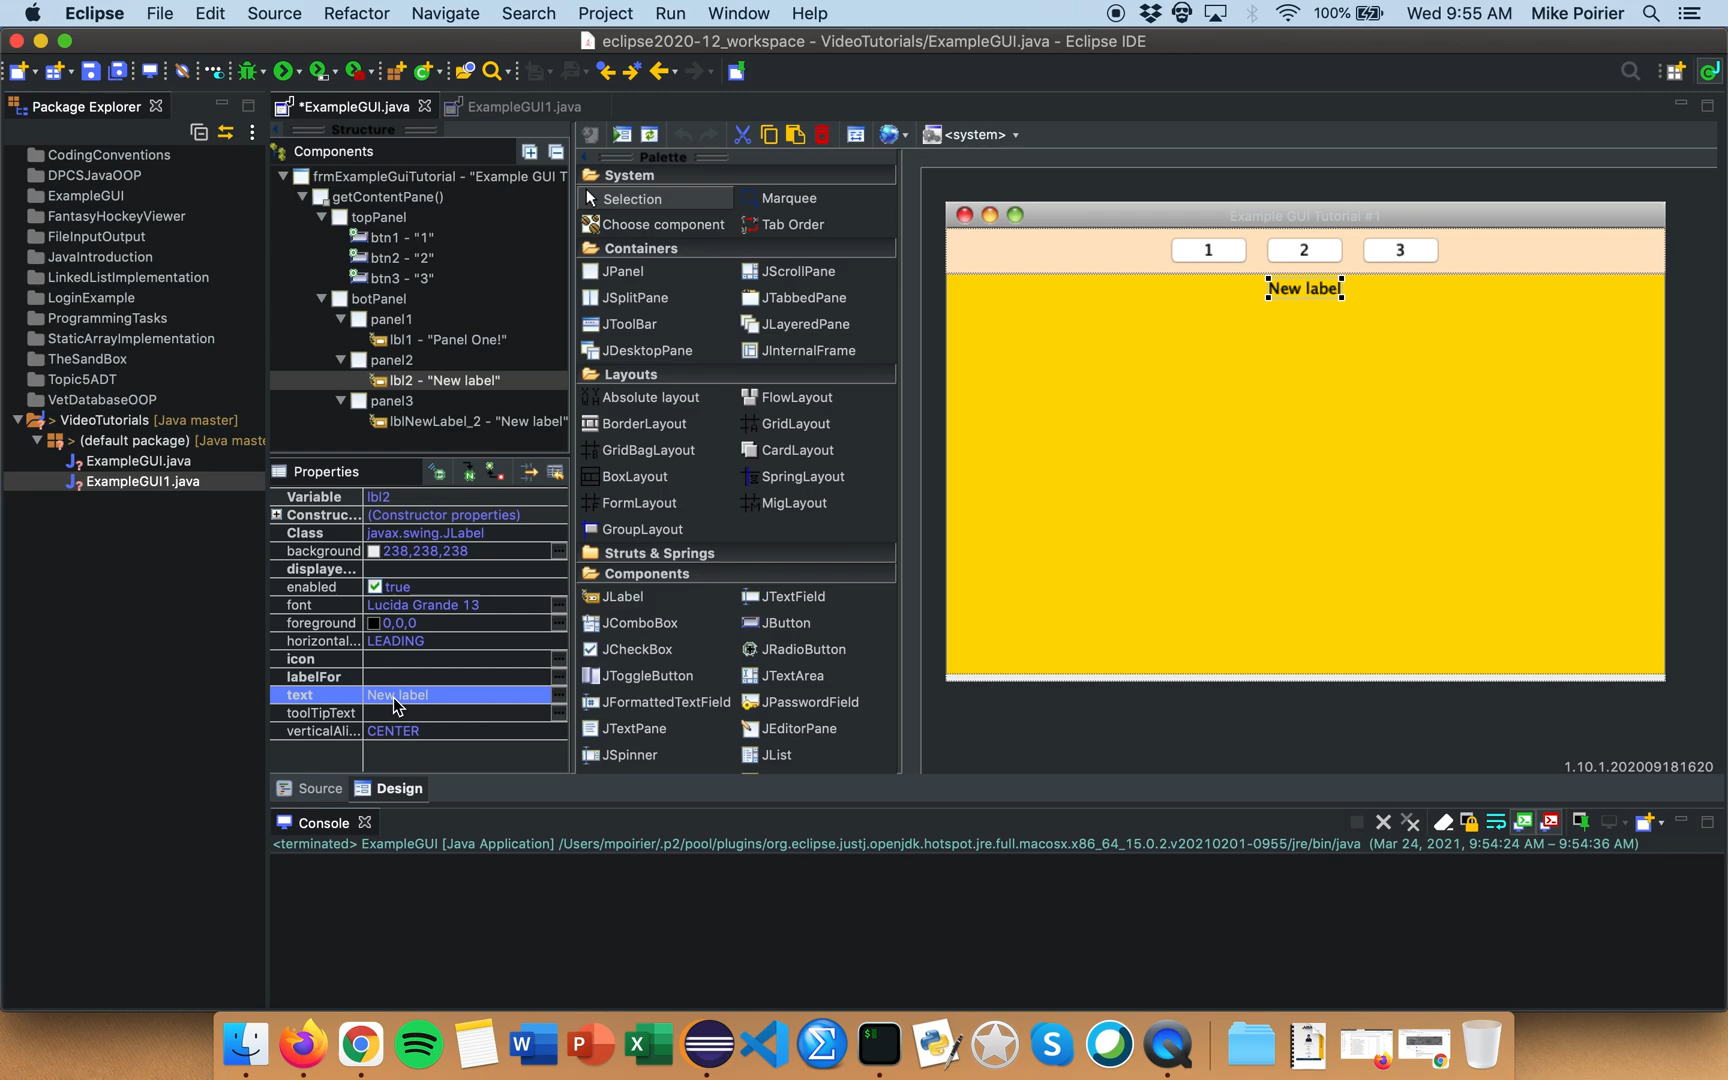 Eclipse File Edit Source Refactor Navigate Search Project Run Window Help 100% Wed 9:55 AM Mike Poirier
eclipse2020-12_workspace - VideoTutorials/ExampleGUI.java - Eclipse IDE
Package Explorer
CodingConventions
DPCSJavaOOP
ExampleGUI
FantasyHockeyViewer
FileInputOutput
JavaIntroduction
LinkedListImplementation
LoginExample
ProgrammingTasks
StaticArrayImplementation
TheSandBox
Topic5ADT
VetDatabaseOOP
> VideoTutorials [Java master]
> (default package) [Java maste
ExampleGUI.java
ExampleGUI1.java
*ExampleGUI.java ExampleGUI1.java
Structure
Components
frmExampleGuiTutorial - "Example GUI T
getContentPane()
topPanel
btn1 - "1"
btn2 - "2"
btn3 - "3"
botPanel
panel1
lbl1 - "Panel One!"
panel2
lbl2 - "New label"
panel3
lblNewLabel_2 - "New label"
Properties
Variable lbl2
Construc... (Constructor properties)
Class javax.swing.JLabel
background 238,238,238
displaye...
enabled true
font Lucida Grande 13
foreground 0,0,0
horizontal... LEADING
icon
labelFor
text New label
toolTipText
verticalAli... CENTER
Source Design
<system>
Palette
System
Selection Marquee
Choose component Tab Order
Containers
JPanel JScrollPane
JSplitPane JTabbedPane
JToolBar JLayeredPane
JDesktopPane JInternalFrame
Layouts
Absolute layout FlowLayout
BorderLayout GridLayout
GridBagLayout CardLayout
BoxLayout SpringLayout
FormLayout MigLayout
GroupLayout
Struts & Springs
Components
JLabel JTextField
JComboBox JButton
JCheckBox JRadioButton
JToggleButton JTextArea
JFormattedTextField JPasswordField
JTextPane JEditorPane
JSpinner JList
Example GUI Tutorial #1
1 2 3
New label
1.10.1.202009181620
Console
<terminated> ExampleGUI [Java Application] /Users/mpoirier/.p2/pool/plugins/org.eclipse.justj.openjdk.hotspot.jre.full.macosx.x86_64_15.0.2.v20210201-0955/jre/bin/java (Mar 24, 2021, 9:54:24 AM – 9:54:36 AM)